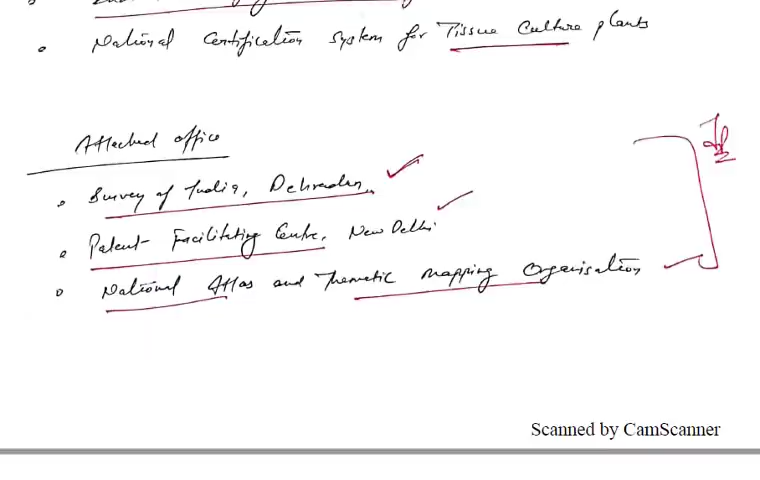 • National Certification System for Tissue Culture plants
Attached office
• Survey of India, Dehradun
• Patent Facilitating Centre, New Delhi
• National Atlas and Thematic mapping Organisation
Scanned by CamScanner